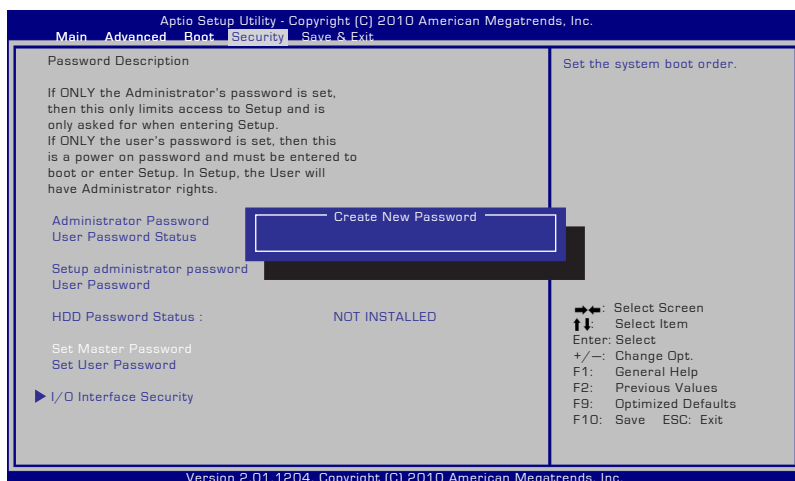 Aptio Setup Utility - Copyright (C) 2010 American Megatrends, Inc.
Main Advanced Boot Security Save & Exit
Password Description
If ONLY the Administrator's password is set,
then this only limits access to Setup and is
only asked for when entering Setup.
If ONLY the user's password is set, then this
is a power on password and must be entered to
boot or enter Setup. In Setup, the User will
have Administrator rights.
Administrator Password
User Password Status
Create New Password
Setup administrator password
User Password
HDD Password Status : NOT INSTALLED
Set Master Password
Set User Password
I/O Interface Security
Set the system boot order.
→←: Select Screen
↑↓: Select Item
Enter: Select
+/—: Change Opt.
F1: General Help
F2: Previous Values
F9: Optimized Defaults
F10: Save ESC: Exit
Version 2.01.1204. Copyright (C) 2010 American Megatrends, Inc.